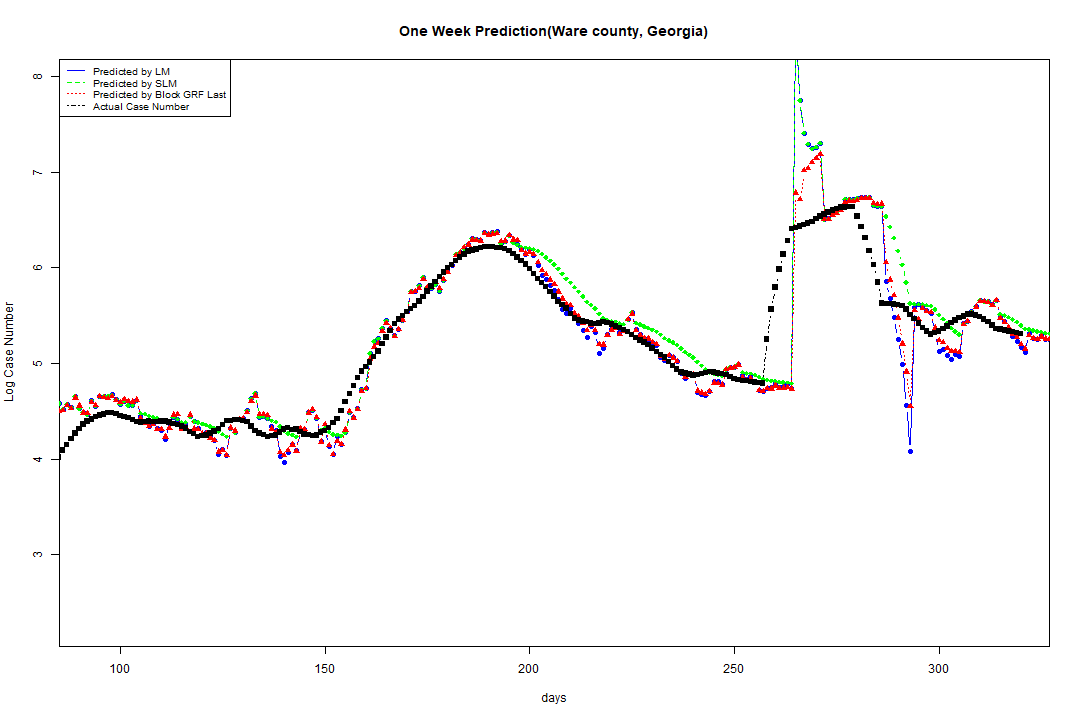 One Week Prediction(Ware county, Georgia)
Predicted by LM
Predicted by SLM
Predicted by Block GRF Last
Actual Case Number
8
7
6
5
4
3
Log Case Number
100 150 200 250 300
days